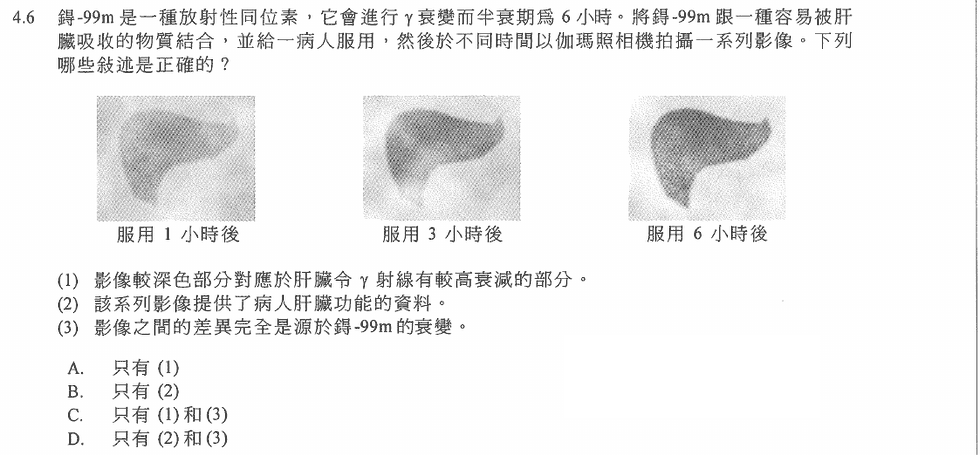 4.6 鍀-99m 是一種放射性同位素，它會進行 γ 衰變而半衰期為 6 小時。將鍀-99m 跟一種容易被肝
臟吸收的物質結合，並給一病人服用，然後於不同時間以伽瑪照相機拍攝一系列影像。下列
哪些敍述是正確的？
服用 1 小時後 服用 3 小時後 服用 6 小時後
(1) 影像較深色部分對應於肝臟令 γ 射線有較高衰減的部分。
(2) 該系列影像提供了病人肝臟功能的資料。
(3) 影像之間的差異完全是源於鍀-99m 的衰變。
A. 只有 (1)
B. 只有 (2)
C. 只有 (1) 和 (3)
D. 只有 (2) 和 (3)